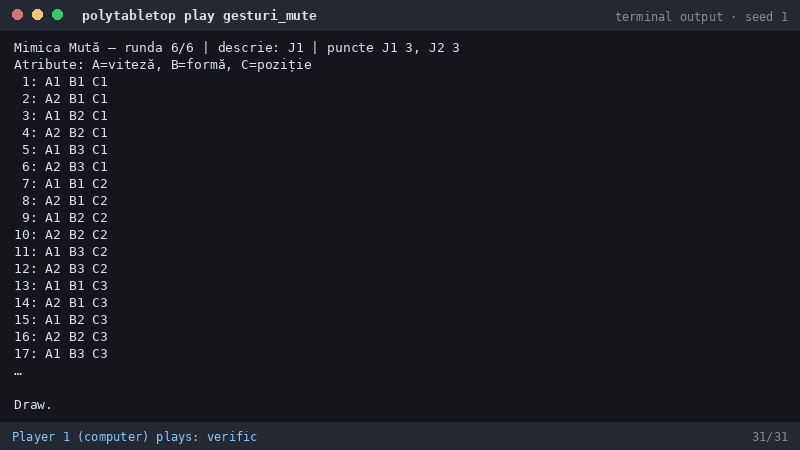 polytabletop play gesturi_mute
terminal output · seed 1
Mimica Mută — runda 6/6 | descrie: J1 | puncte J1 3, J2 3
Atribute: A=viteză, B=formă, C=poziție
1: A1 B1 C1
2: A2 B1 C1
3: A1 B2 C1
4: A2 B2 C1
5: A1 B3 C1
6: A2 B3 C1
7: A1 B1 C2
8: A2 B1 C2
9: A1 B2 C2
10: A2 B2 C2
11: A1 B3 C2
12: A2 B3 C2
13: A1 B1 C3
14: A2 B1 C3
15: A1 B2 C3
16: A2 B2 C3
17: A1 B3 C3
…
Draw.
Player 1 (computer) plays: verific
31/31